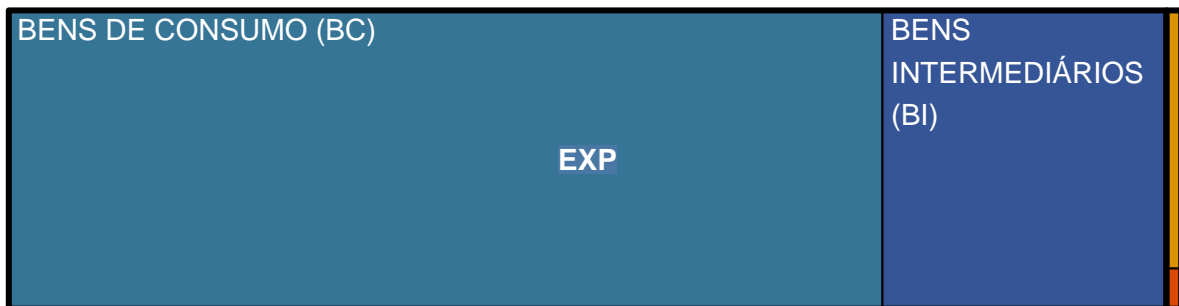 BENS DE CONSUMO (BC)
BENS
INTERMEDIÁRIOS
(BI)
EXP